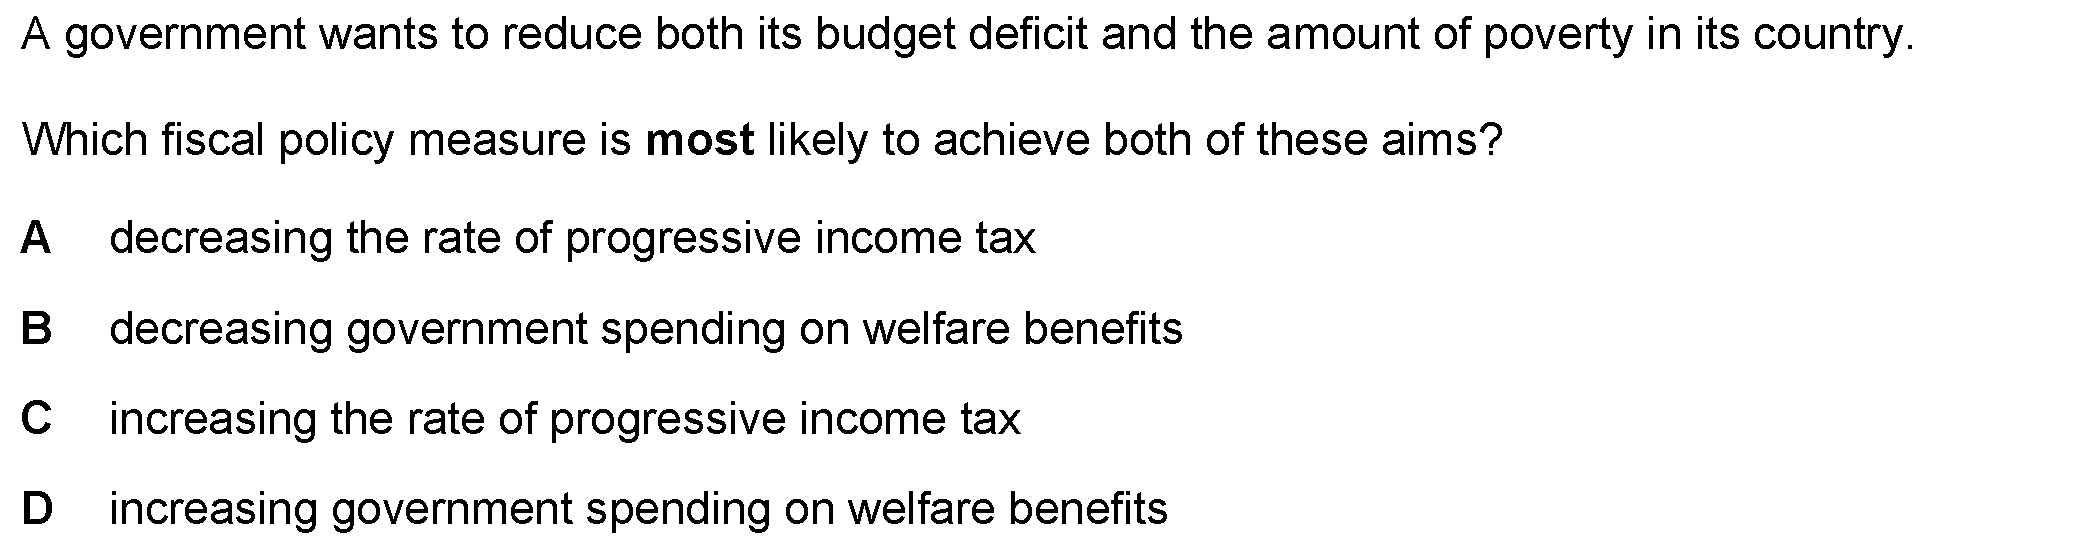 A government wants to reduce both its budget deficit and the amount of poverty in its country.
Which fiscal policy measure is most likely to achieve both of these aims?
A decreasing the rate of progressive income tax
B decreasing government spending on welfare benefits
C increasing the rate of progressive income tax
D increasing government spending on welfare benefits